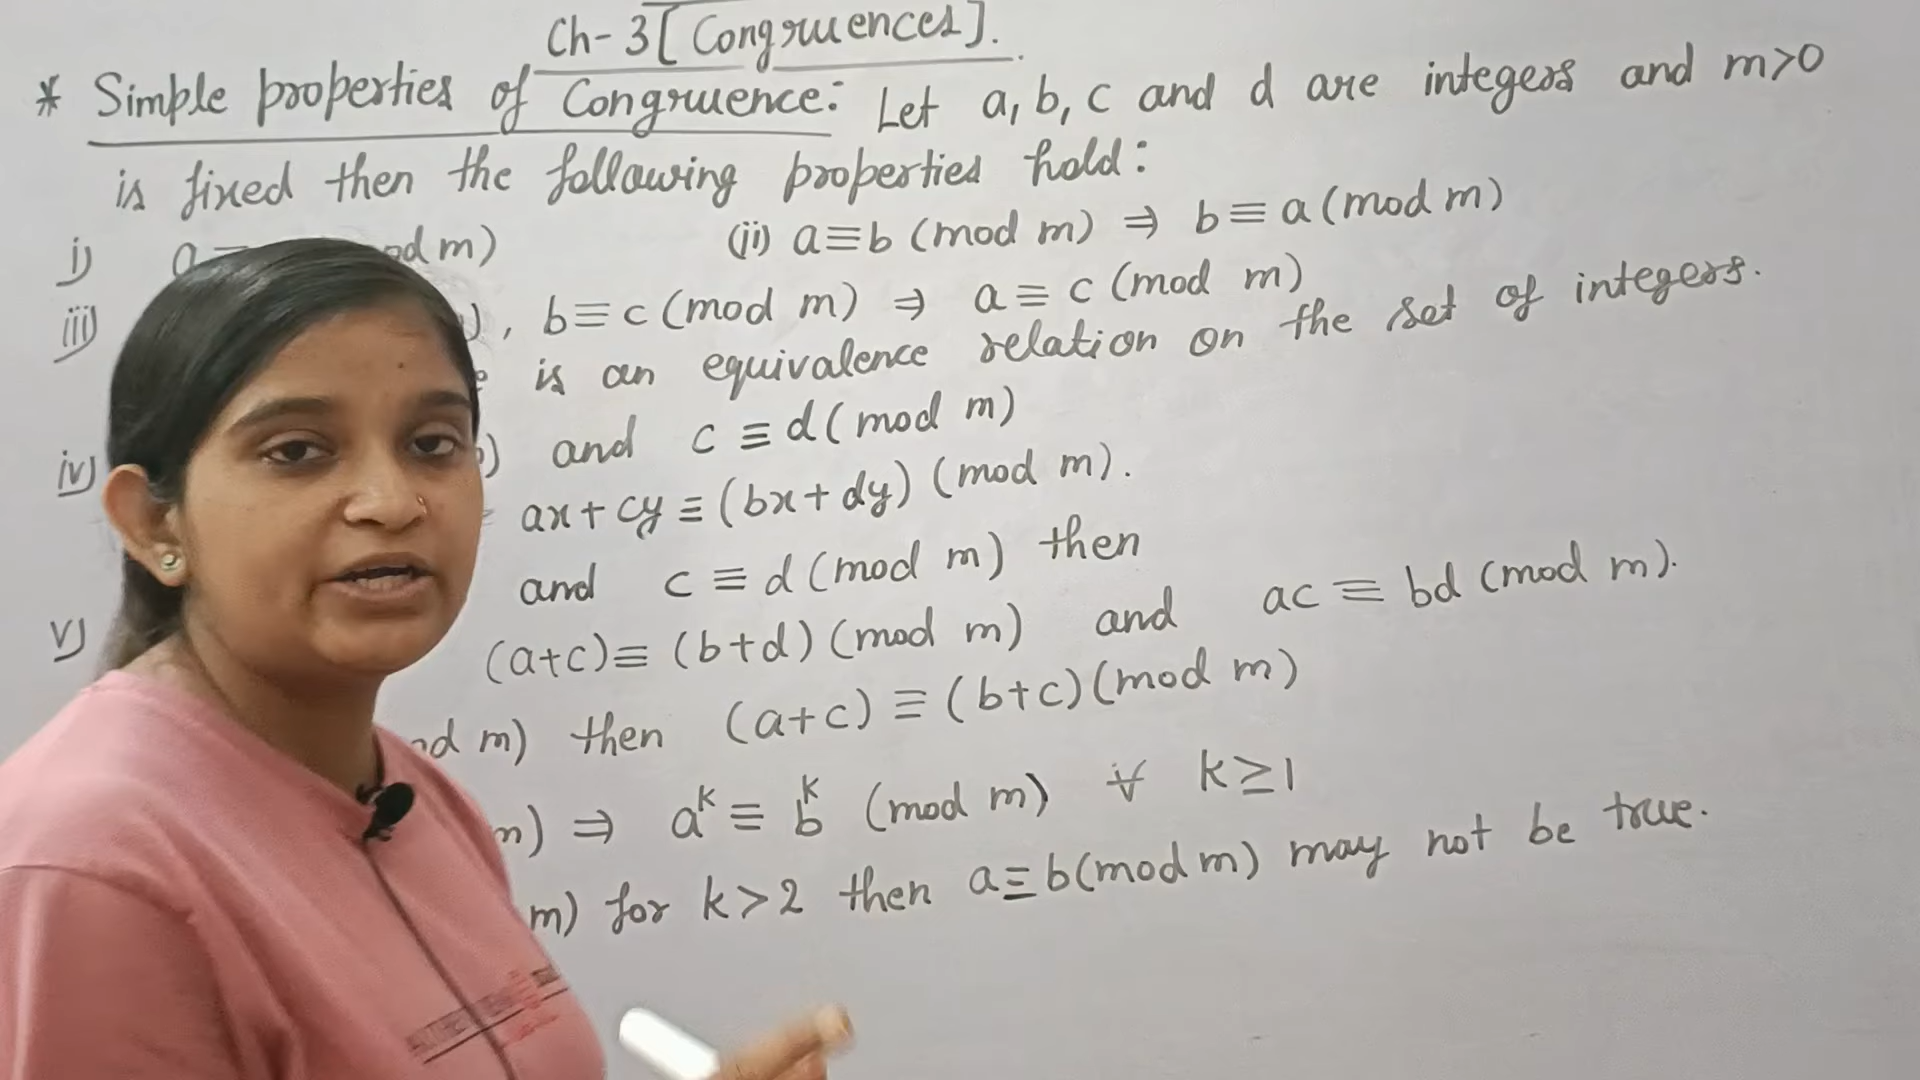 Ch-3 [Congruences].
* Simple properties of Congruence: Let a, b, c and d are integers and m>0
is fixed then the following properties hold:
i) a m) (ii) a≡b (mod m) ⇒ b≡a (mod m)
iii) , b≡c (mod m) ⇒ a≡c (mod m)
is an equivalence relation on the set of integers.
iv) and c≡d (mod m)
ax+cy≡(bx+dy) (mod m).
and c≡d (mod m) then
v) (a+c)≡(b+d) (mod m) and ac≡bd (mod m).
m) then (a+c)≡(b+c)(mod m)
m) ⇒ a^k≡b^k (mod m) ∀ k≥1
m) for k>2 then a≡b(mod m) may not be true.